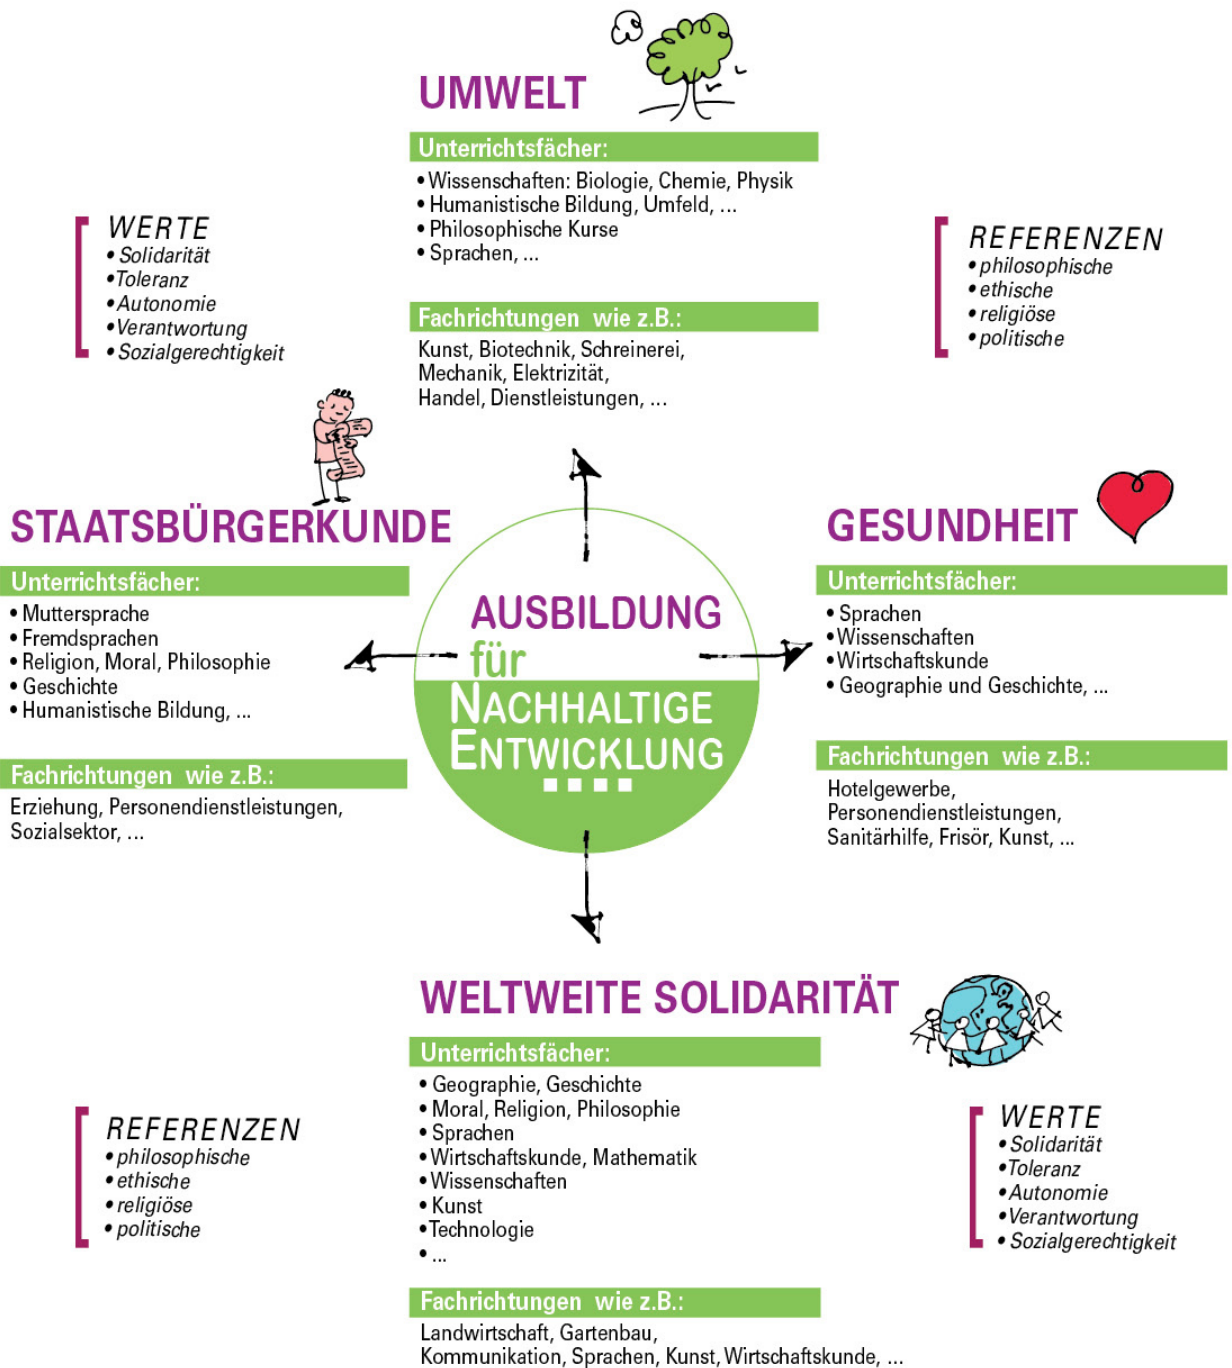 UMWELT
Unterrichtsfächer:
• Wissenschaften: Biologie, Chemie, Physik
• Humanistische Bildung, Umfeld, ...
• Philosophische Kurse
• Sprachen, ...
Fachrichtungen wie z.B.:
Kunst, Biotechnik, Schreinerei,
Mechanik, Elektrizität,
Handel, Dienstleistungen, ...
WERTE
• Solidarität
• Toleranz
• Autonomie
• Verantwortung
• Sozialgerechtigkeit
REFERENZEN
• philosophische
• ethische
• religiöse
• politische
STAATSBÜRGERKUNDE
Unterrichtsfächer:
• Muttersprache
• Fremdsprachen
• Religion, Moral, Philosophie
• Geschichte
• Humanistische Bildung, ...
Fachrichtungen wie z.B.:
Erziehung, Personendienstleistungen,
Sozialsektor, ...
AUSBILDUNG
für
NACHHALTIGE
ENTWICKLUNG
GESUNDHEIT
Unterrichtsfächer:
• Sprachen
• Wissenschaften
• Wirtschaftskunde
• Geographie und Geschichte, ...
Fachrichtungen wie z.B.:
Hotelgewerbe,
Personendienstleistungen,
Sanitärhilfe, Frisör, Kunst, ...
WELTWEITE SOLIDARITÄT
Unterrichtsfächer:
• Geographie, Geschichte
• Moral, Religion, Philosophie
• Sprachen
• Wirtschaftskunde, Mathematik
• Wissenschaften
• Kunst
• Technologie
• ...
Fachrichtungen wie z.B.:
Landwirtschaft, Gartenbau,
Kommunikation, Sprachen, Kunst, Wirtschaftskunde, ...
REFERENZEN
• philosophische
• ethische
• religiöse
• politische
WERTE
• Solidarität
• Toleranz
• Autonomie
• Verantwortung
• Sozialgerechtigkeit